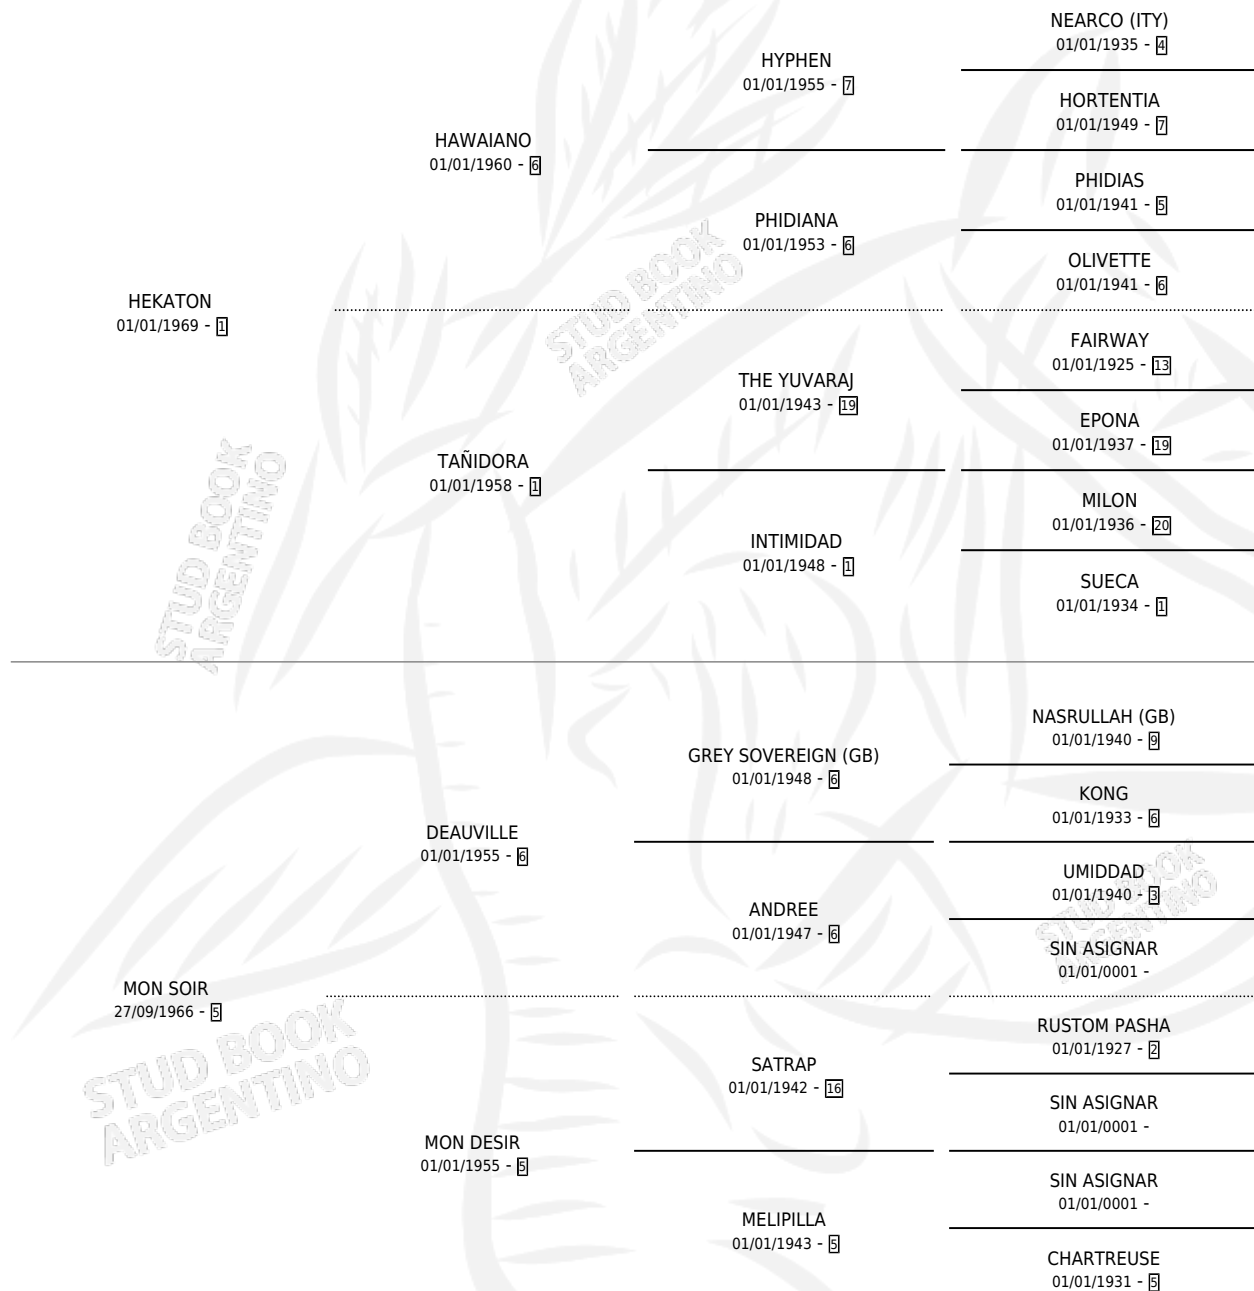 NEARCO (ITY)
01/01/1935 - 4
HYPHEN
01/01/1955 - 7
HORTENTIA
01/01/1949 - 7
HAWAIANO
01/01/1960 - 6
PHIDIAS
01/01/1941 - 5
PHIDIANA
01/01/1953 - 6
OLIVETTE
01/01/1941 - 6
HEKATON
01/01/1969 - 1
FAIRWAY
01/01/1925 - 13
THE YUVARAJ
01/01/1943 - 19
EPONA
01/01/1937 - 19
TAÑIDORA
01/01/1958 - 1
MILON
01/01/1936 - 20
INTIMIDAD
01/01/1948 - 1
SUECA
01/01/1934 - 1
NASRULLAH (GB)
01/01/1940 - 9
GREY SOVEREIGN (GB)
01/01/1948 - 6
KONG
01/01/1933 - 6
DEAUVILLE
01/01/1955 - 6
UMIDDAD
01/01/1940 - 3
ANDREE
01/01/1947 - 6
SIN ASIGNAR
01/01/0001 -
MON SOIR
27/09/1966 - 5
RUSTOM PASHA
01/01/1927 - 2
SATRAP
01/01/1942 - 16
SIN ASIGNAR
01/01/0001 -
MON DESIR
01/01/1955 - 5
SIN ASIGNAR
01/01/0001 -
MELIPILLA
01/01/1943 - 5
CHARTREUSE
01/01/1931 - 5
STUD BOOK
ARGENTINO
STUD BOOK
ARGENTINO
STUD BOOK
ARGENTINO
STUD BOOK
ARGENTINO